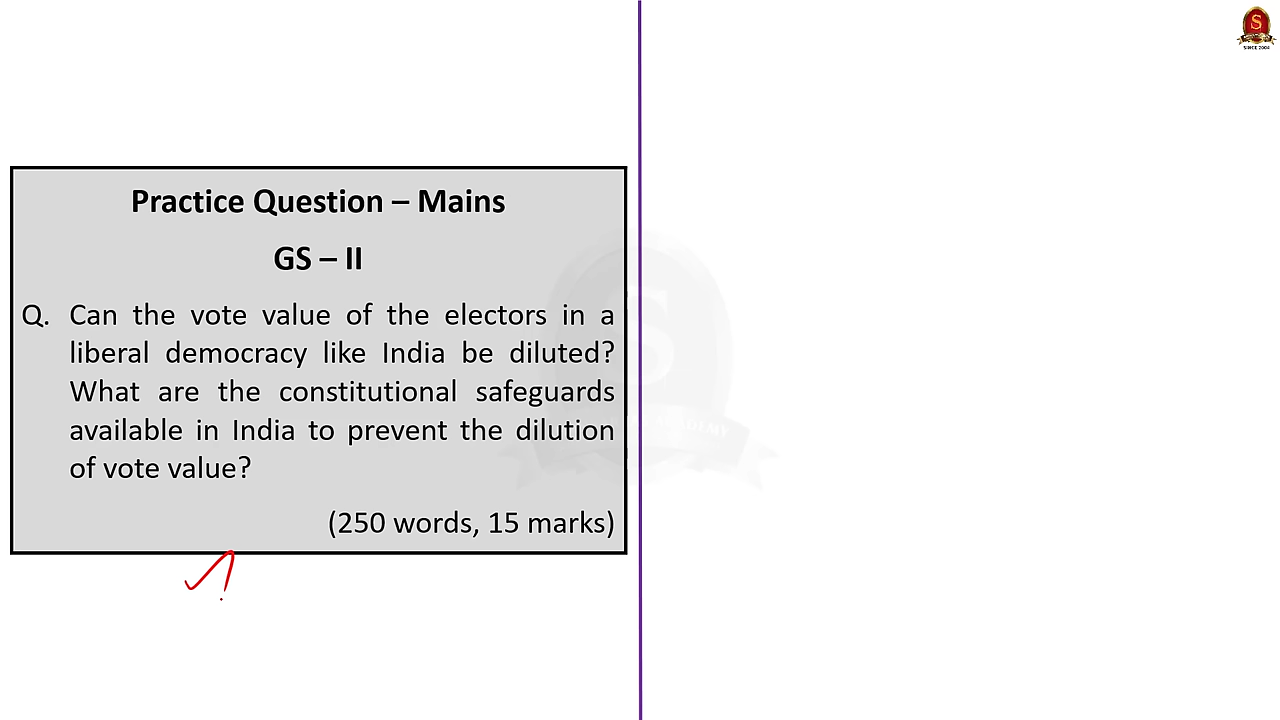 Practice Question – Mains
GS – II
Q. Can the vote value of the electors in a
liberal democracy like India be diluted?
What are the constitutional safeguards
available in India to prevent the dilution
of vote value?
(250 words, 15 marks)
S
SINCE 2004